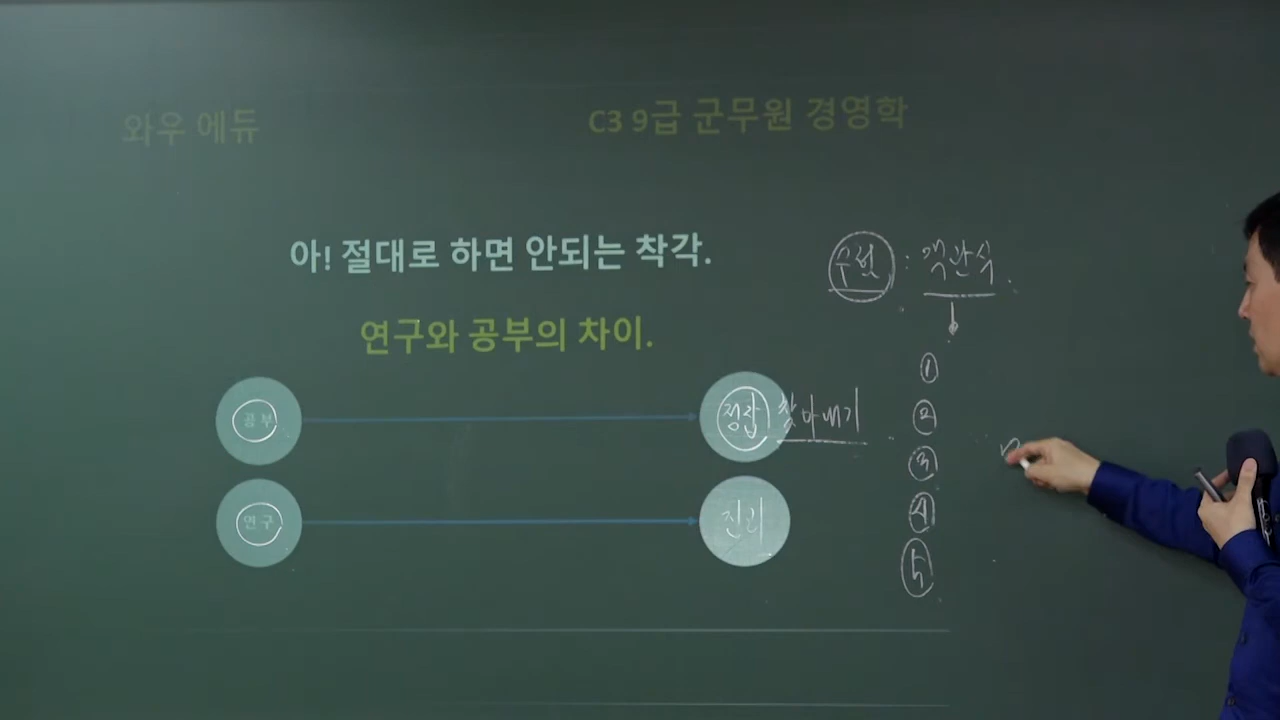 와우 에듀
C3 9급 군무원 경영학
아! 절대로 하면 안되는 착각.
연구와 공부의 차이.
: 객관식.
공부
정답 찾아내기
연구
진리
①
②
③
④
⑤